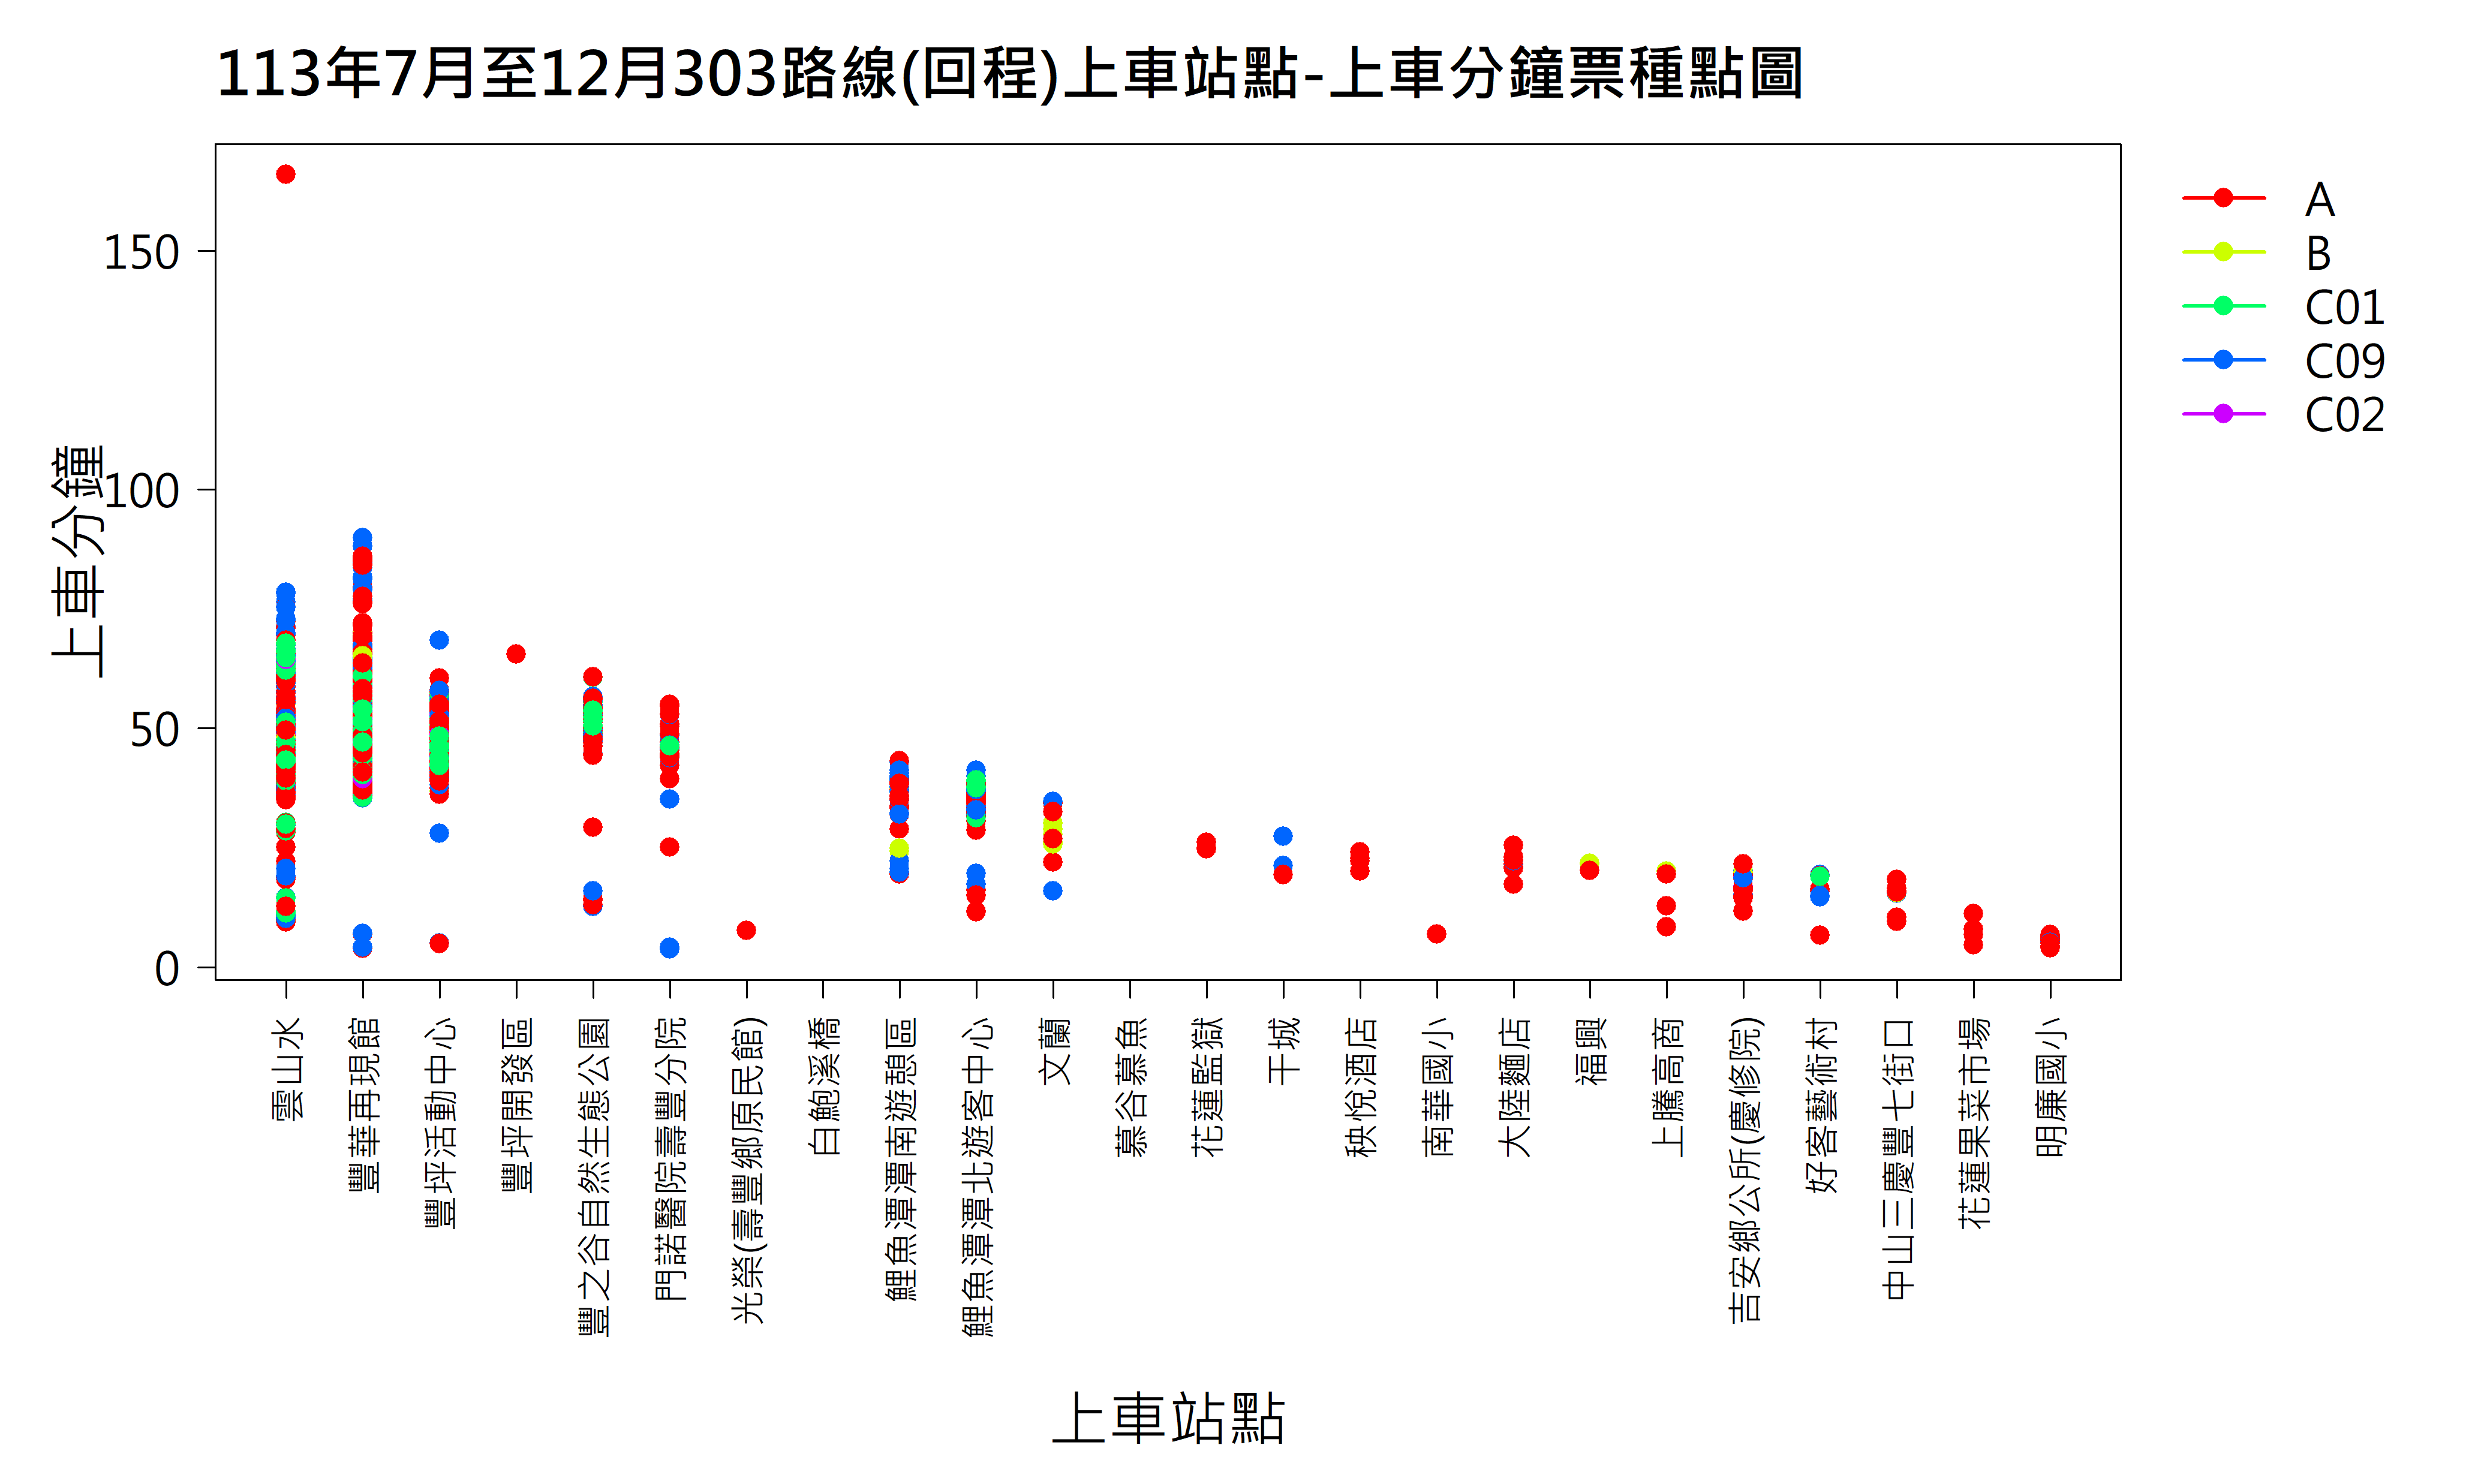 113年7月至12月303路線(回程)上車站點-上車分鐘票種點圖
A
B
C01
C09
C02
150
100
50
0
上車分鐘
雲山水
豐華再現館
豐坪活動中心
豐坪開發區
豐之谷自然生態公園
門諾醫院壽豐分院
光榮(壽豐鄉原民館)
白鮑溪橋
鯉魚潭潭南遊憩區
鯉魚潭潭北遊客中心
文蘭
慕谷慕魚
花蓮監獄
干城
秧悅酒店
南華國小
大陸麵店
福興
上騰高商
吉安鄉公所(慶修院)
好客藝術村
中山三慶豐七街口
花蓮果菜市場
明廉國小
上車站點